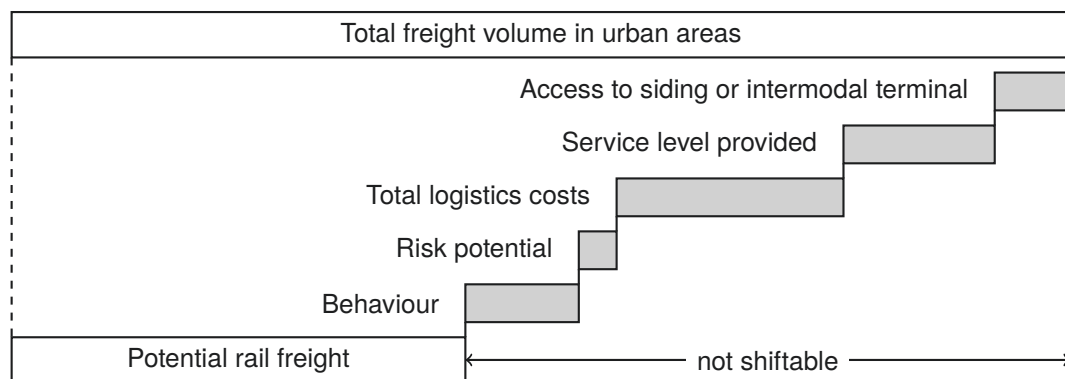 Total freight volume in urban areas
Access to siding or intermodal terminal
Service level provided
Total logistics costs
Risk potential
Behaviour
Potential rail freight
not shiftable